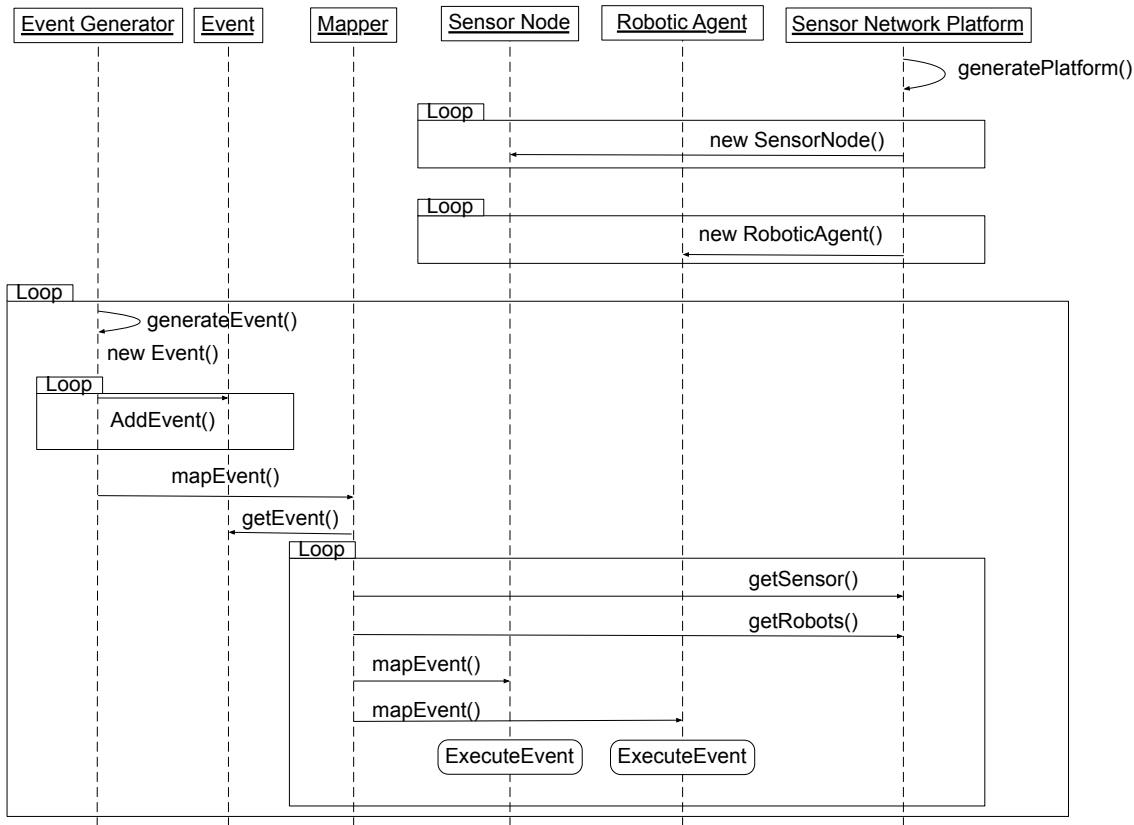 Event Generator
Event
Mapper
Sensor Node
Robotic Agent
Sensor Network Platform
generatePlatform()
Loop
new SensorNode()
Loop
new RoboticAgent()
Loop
generateEvent()
new Event()
Loop
AddEvent()
mapEvent()
getEvent()
Loop
getSensor()
getRobots()
mapEvent()
mapEvent()
ExecuteEvent
ExecuteEvent